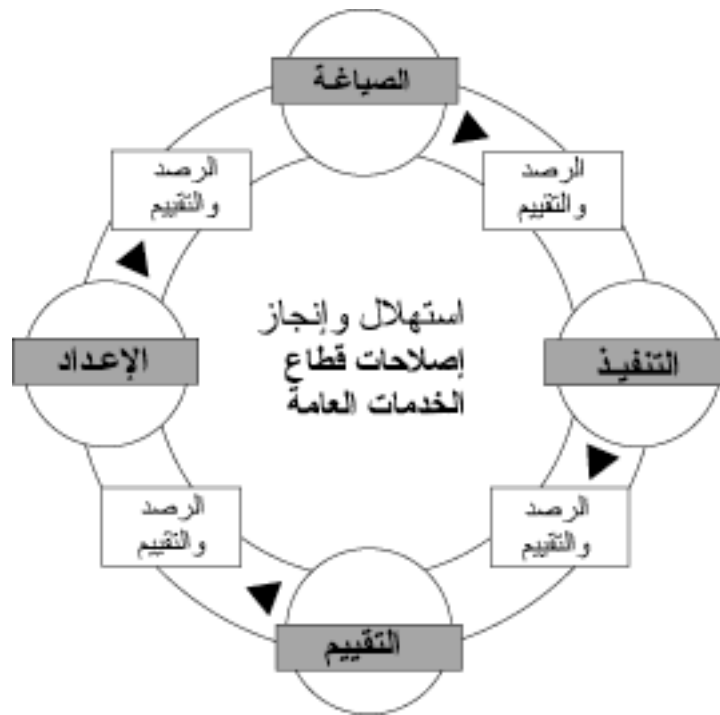 الصياغة
الرصد
والتقييم
الرصد
والتقييم
استهلال وإنجاز
إصلاحات قطاع
الخدمات العامة
التنفيذ
الإعداد
الرصد
والتقييم
الرصد
والتقييم
التقييم